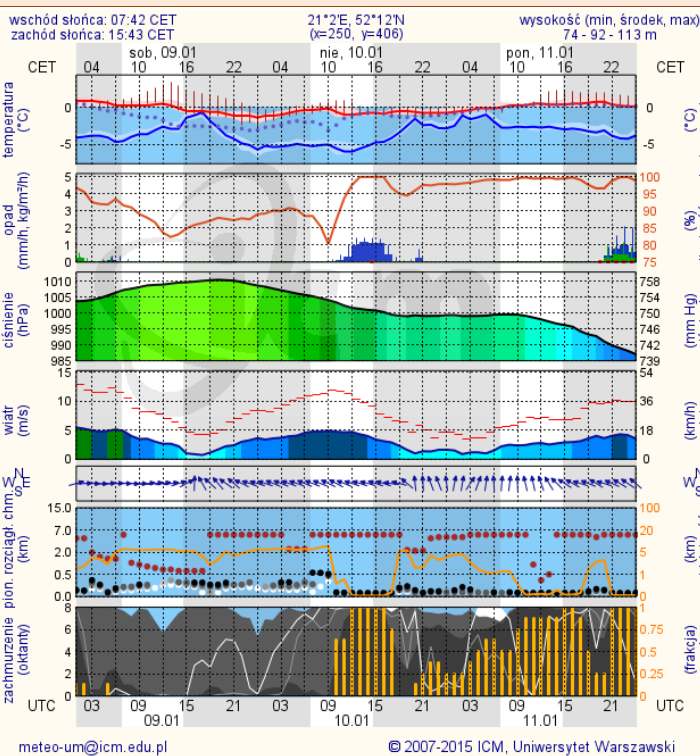 wschód słońca: 07:42 CET
zachód słońca: 15:43 CET
21°2'E, 52°12'N
(x=250, y=406)
wysokość (min, środek, max)
74 - 92 - 113 m
sob, 09.01 nie, 10.01 pon, 11.01
CET 04 10 16 22 04 10 16 22 04 10 16 22 CET
temperatura
(°C)
0
-5
0
-5
(°C)
opad
(mm/h, kg/m²/h)
5
4
3
2
1
0
100
95
90
85
80
75
(%)
ciśnienie
(hPa)
1010
1005
1000
995
990
985
758
754
750
746
742
739
(mm Hg)
wiatr
(m/s)
15
10
5
0
54
36
18
0
(km/h)
N
W E
S
N
W E
S
pion. rozciągł. chm.
(km)
15.0
7.0
2.0
0.5
0.0
100
20
5
1
0
(km)
zachmurzenie
(oktanty)
8
6
4
2
0
1
0.75
0.5
0.25
0
(frakcja)
UTC 03 09 15 21 03 09 15 21 03 09 15 21 UTC
09.01 10.01 11.01
meteo-um@icm.edu.pl
© 2007-2015 ICM, Uniwersytet Warszawski